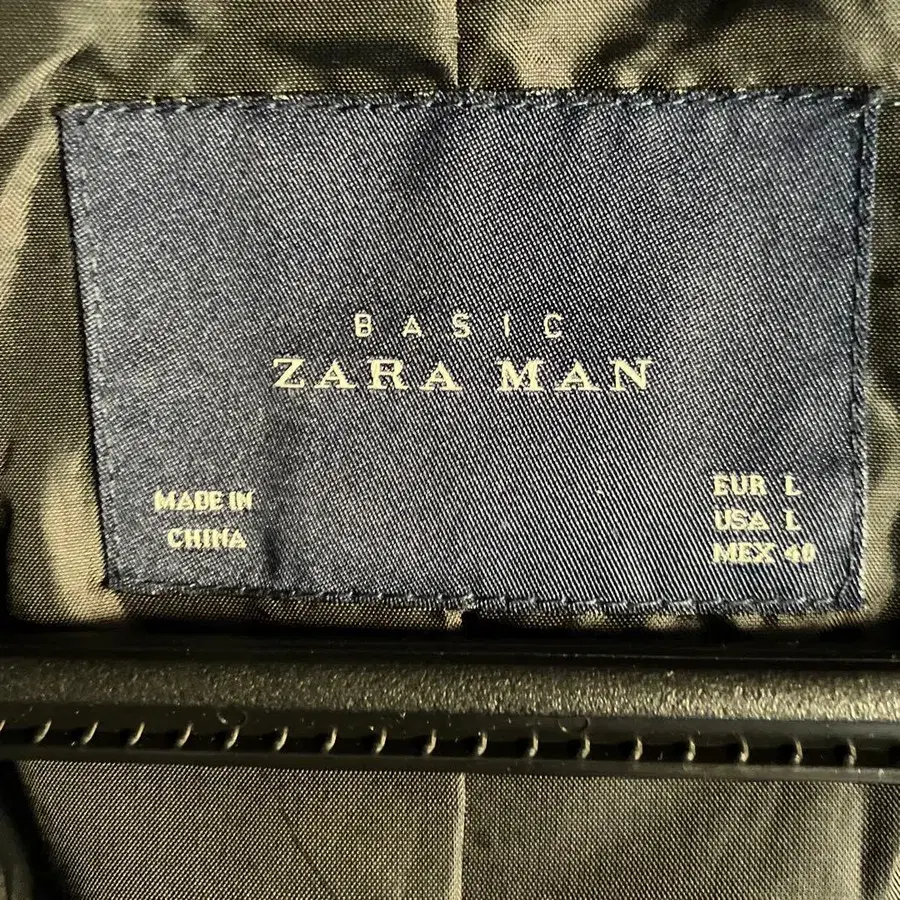 BASIC
ZARA MAN
MADE IN
CHINA
EUR L
USA L
MEX 40